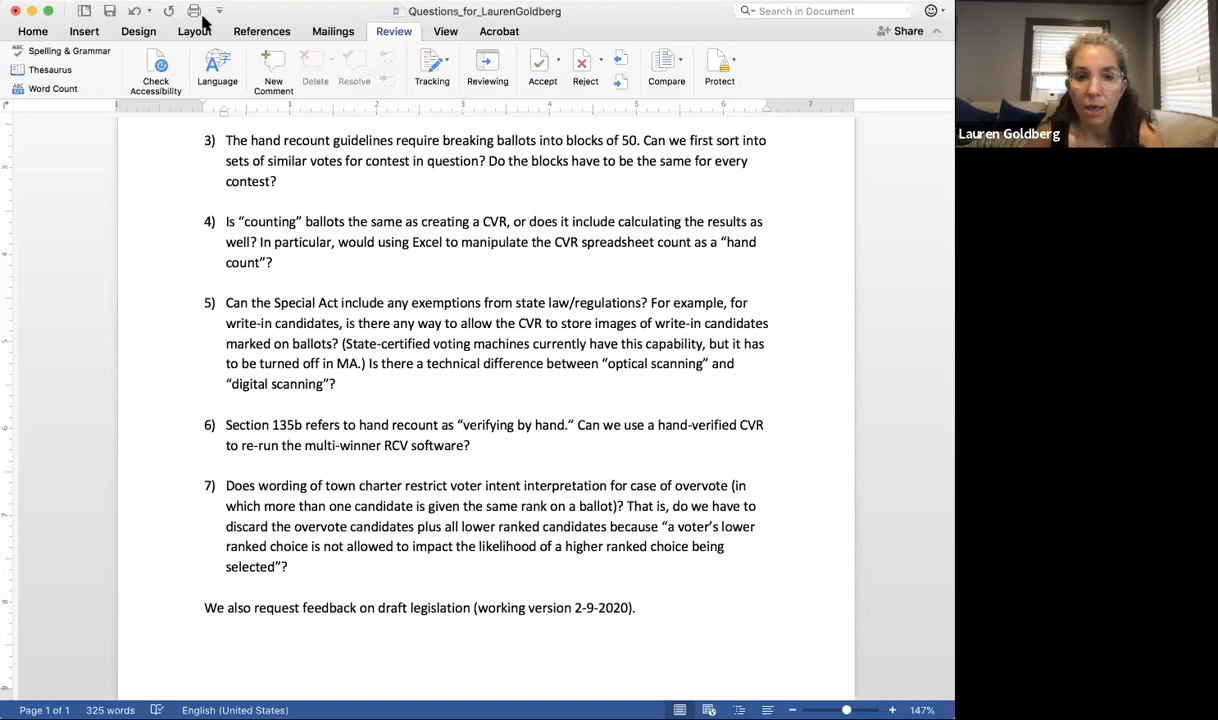 Questions_for_LaurenGoldberg
Search in Document
Home Insert Design Layout References Mailings Review View Acrobat Share
Spelling & Grammar
Thesaurus
Word Count
Check Accessibility
Language
New Comment
Delete
Resolve
Tracking
Reviewing
Accept
Reject
Compare
Protect
1 1 2 3 4 5 6 7
3) The hand recount guidelines require breaking ballots into blocks of 50. Can we first sort into
sets of similar votes for contest in question? Do the blocks have to be the same for every
contest?
4) Is “counting” ballots the same as creating a CVR, or does it include calculating the results as
well? In particular, would using Excel to manipulate the CVR spreadsheet count as a “hand
count”?
5) Can the Special Act include any exemptions from state law/regulations? For example, for
write-in candidates, is there any way to allow the CVR to store images of write-in candidates
marked on ballots? (State-certified voting machines currently have this capability, but it has
to be turned off in MA.) Is there a technical difference between “optical scanning” and
“digital scanning”?
6) Section 135b refers to hand recount as “verifying by hand.” Can we use a hand-verified CVR
to re-run the multi-winner RCV software?
7) Does wording of town charter restrict voter intent interpretation for case of overvote (in
which more than one candidate is given the same rank on a ballot)? That is, do we have to
discard the overvote candidates plus all lower ranked candidates because “a voter’s lower
ranked choice is not allowed to impact the likelihood of a higher ranked choice being
selected”?
We also request feedback on draft legislation (working version 2-9-2020).
Page 1 of 1 325 words English (United States) 147%
Lauren Goldberg